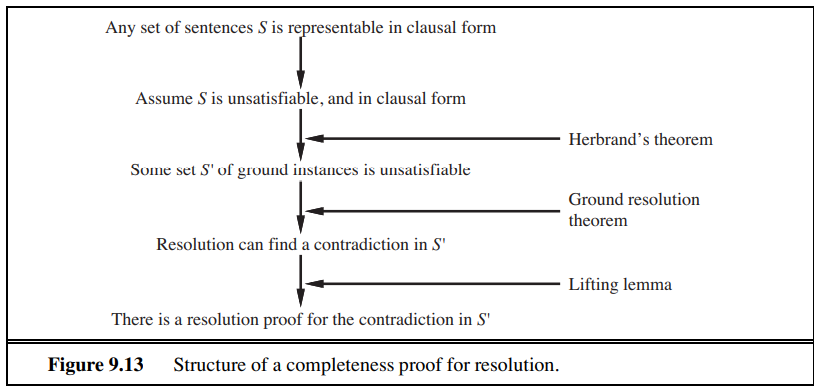 Any set of sentences S is representable in clausal form
Assume S is unsatisfiable, and in clausal form
Herbrand’s theorem
Some set S' of ground instances is unsatisfiable
Ground resolution
theorem
Resolution can find a contradiction in S'
Lifting lemma
There is a resolution proof for the contradiction in S'
Figure 9.13 Structure of a completeness proof for resolution.